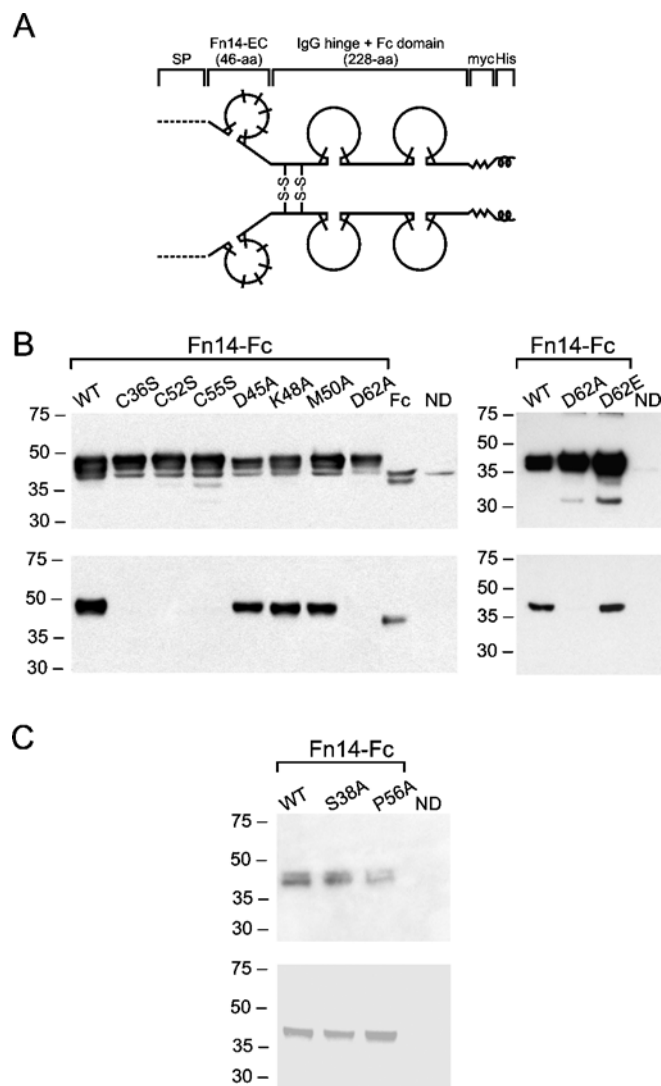 A
SP
Fn14-EC
(46-aa)
IgG hinge + Fc domain
(228-aa)
myc
His
S-S
S-S
B
Fn14-Fc
WT C36S C52S C55S D45A K48A M50A D62A Fc ND
75 –
50 –
35 –
30 –
75 –
50 –
35 –
30 –
Fn14-Fc
WT D62A D62E ND
75 –
50 –
35 –
30 –
75 –
50 –
35 –
30 –
C
Fn14-Fc
WT S38A P56A ND
75 –
50 –
35 –
30 –
75 –
50 –
35 –
30 –